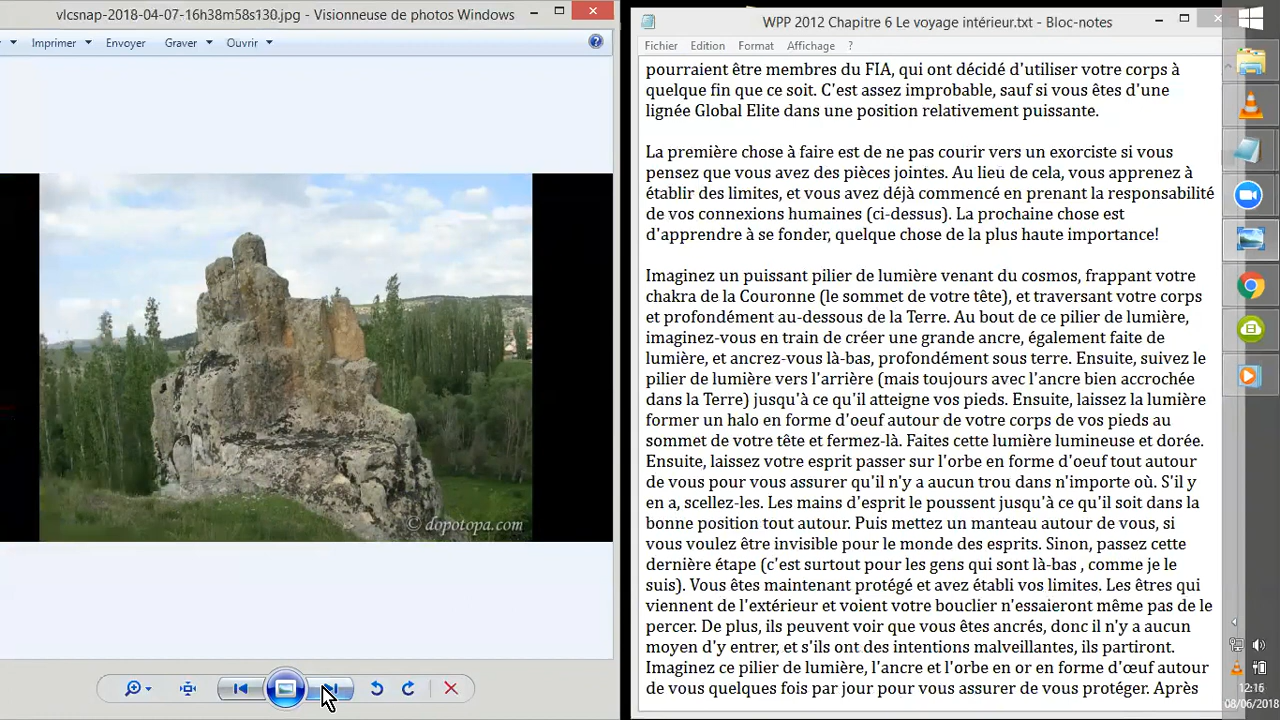 vlcsnap-2018-04-07-16h38m58s130.jpg - Visionneuse de photos Windows
Imprimer Envoyer Graver Ouvrir
© dopotopa.com
WPP 2012 Chapitre 6 Le voyage intérieur.txt - Bloc-notes
Fichier Edition Format Affichage ?
pourraient être membres du FIA, qui ont décidé d'utiliser votre corps à
quelque fin que ce soit. C'est assez improbable, sauf si vous êtes d'une
lignée Global Elite dans une position relativement puissante.
La première chose à faire est de ne pas courir vers un exorciste si vous
pensez que vous avez des pièces jointes. Au lieu de cela, vous apprenez à
établir des limites, et vous avez déjà commencé en prenant la responsabilité
de vos connexions humaines (ci-dessus). La prochaine chose est
d'apprendre à se fonder, quelque chose de la plus haute importance!
Imaginez un puissant pilier de lumière venant du cosmos, frappant votre
chakra de la Couronne (le sommet de votre tête), et traversant votre corps
et profondément au-dessous de la Terre. Au bout de ce pilier de lumière,
imaginez-vous en train de créer une grande ancre, également faite de
lumière, et ancrez-vous là-bas, profondément sous terre. Ensuite, suivez le
pilier de lumière vers l'arrière (mais toujours avec l'ancre bien accrochée
dans la Terre) jusqu'à ce qu'il atteigne vos pieds. Ensuite, laissez la lumière
former un halo en forme d'oeuf autour de votre corps de vos pieds au
sommet de votre tête et fermez-là. Faites cette lumière lumineuse et dorée.
Ensuite, laissez votre esprit passer sur l'orbe en forme d'oeuf tout autour
de vous pour vous assurer qu'il n'y a aucun trou dans n'importe où. S'il y
en a, scellez-les. Les mains d'esprit le poussent jusqu'à ce qu'il soit dans la
bonne position tout autour. Puis mettez un manteau autour de vous, si
vous voulez être invisible pour le monde des esprits. Sinon, passez cette
dernière étape (c'est surtout pour les gens qui sont là-bas , comme je le
suis). Vous êtes maintenant protégé et avez établi vos limites. Les êtres qui
viennent de l'extérieur et voient votre bouclier n'essaieront même pas de le
percer. De plus, ils peuvent voir que vous êtes ancrés, donc il n'y a aucun
moyen d'y entrer, et s'ils ont des intentions malveillantes, ils partiront.
Imaginez ce pilier de lumière, l'ancre et l'orbe en or en forme d'œuf autour
de vous quelques fois par jour pour vous assurer de vous protéger. Après
12:16
08/06/2018